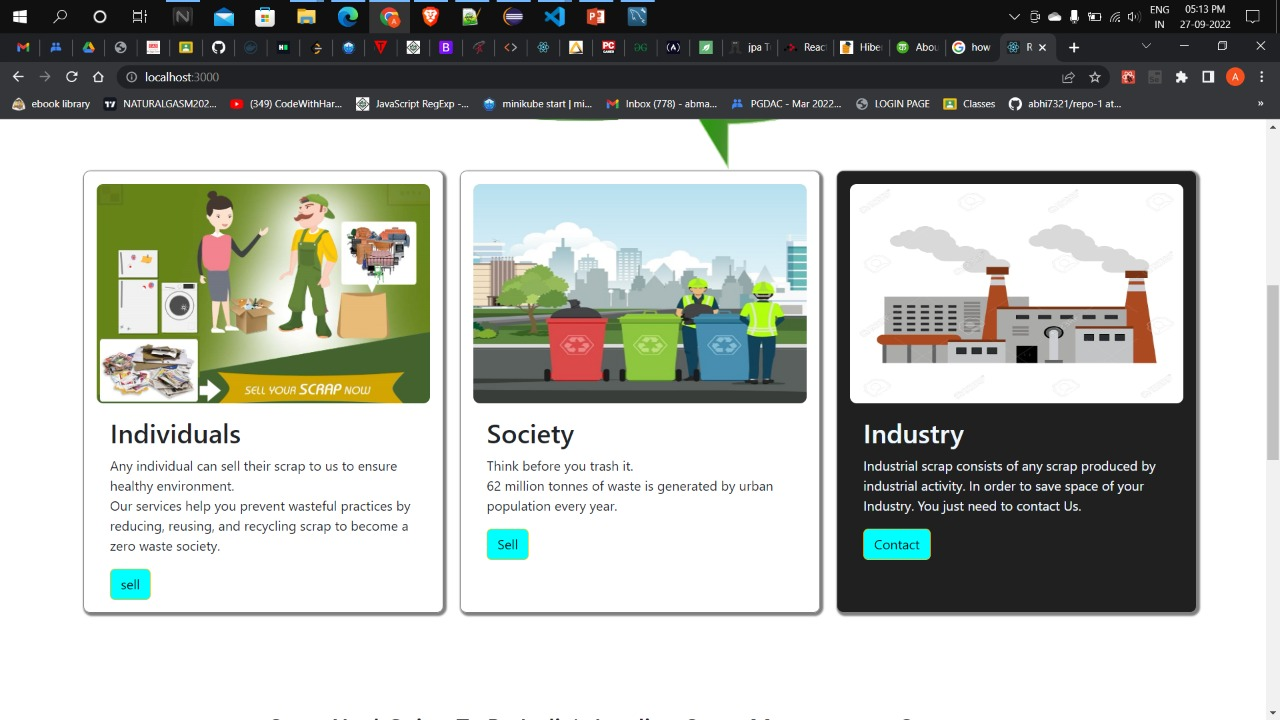 ENG
05:13 PM
IN
27-09-2022
jpa T
Reac
Hibe
Abou
how
R
localhost:3000
A
ebook library
NATURALGASM202...
(349) CodeWithHar...
JavaScript RegExp -...
minikube start | mi...
Inbox (778) - abma...
PGDAC - Mar 2022...
LOGIN PAGE
Classes
abhi7321/repo-1 at...
»
SELL YOUR SCRAP NOW
Individuals
Any individual can sell their scrap to us to ensure
healthy environment.
Our services help you prevent wasteful practices by
reducing, reusing, and recycling scrap to become a
zero waste society.
sell
Society
Think before you trash it.
62 million tonnes of waste is generated by urban
population every year.
Sell
Industry
Industrial scrap consists of any scrap produced by
industrial activity. In order to save space of your
Industry. You just need to contact Us.
Contact